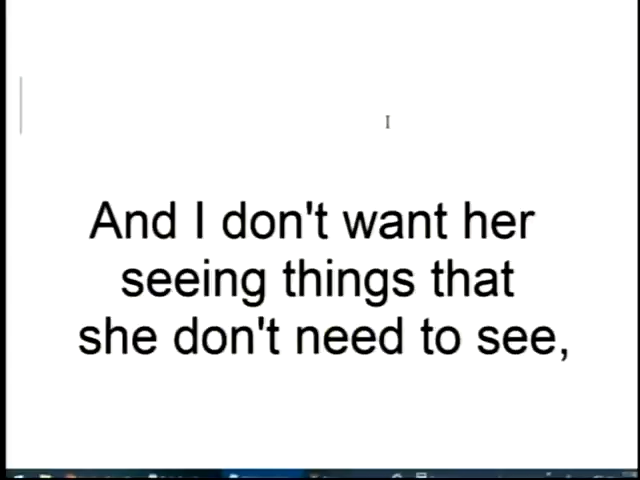 And I don't want her
seeing things that
she don't need to see,